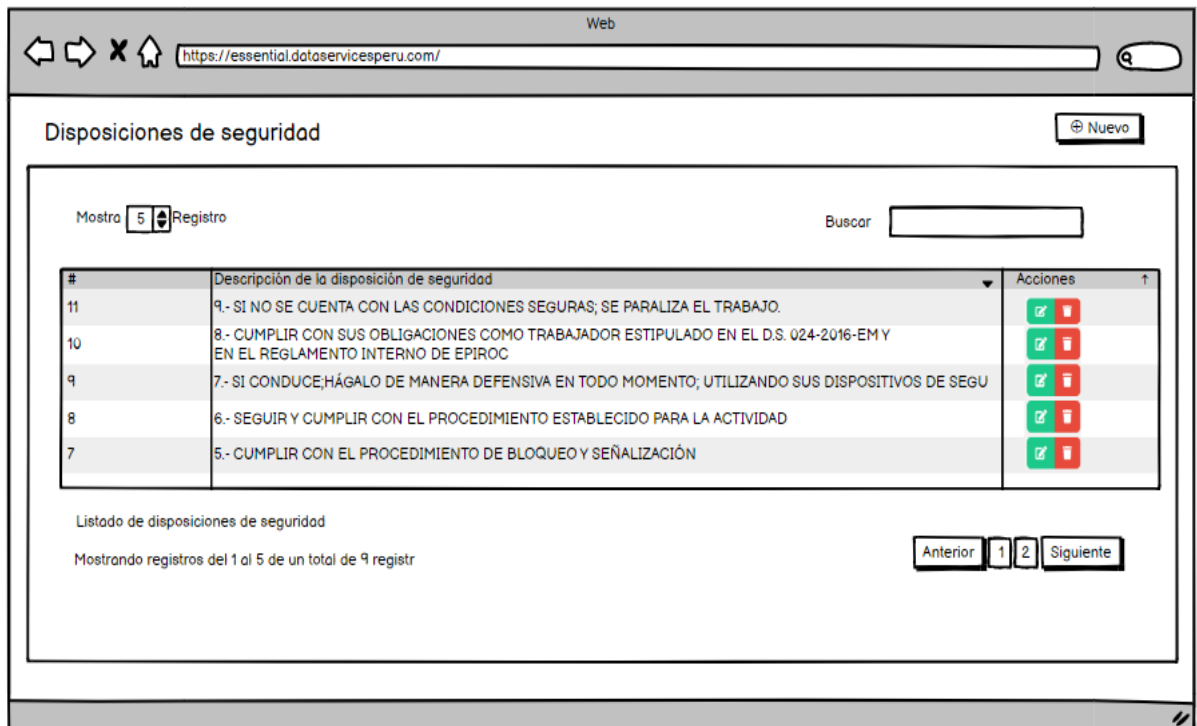 Web
https://essential.dataservicesperu.com/
Disposiciones de seguridad
Nuevo
Mostra 5 Registro
Buscar
# Descripción de la disposición de seguridad Acciones ↑
11 9.- SI NO SE CUENTA CON LAS CONDICIONES SEGURAS; SE PARALIZA EL TRABAJO.
10 8.- CUMPLIR CON SUS OBLIGACIONES COMO TRABAJADOR ESTIPULADO EN EL D.S. 024-2016-EM Y
EN EL REGLAMENTO INTERNO DE EPIROC
9 7.- SI CONDUCE;HÁGALO DE MANERA DEFENSIVA EN TODO MOMENTO; UTILIZANDO SUS DISPOSITIVOS DE SEGU
8 6.- SEGUIR Y CUMPLIR CON EL PROCEDIMIENTO ESTABLECIDO PARA LA ACTIVIDAD
7 5.- CUMPLIR CON EL PROCEDIMIENTO DE BLOQUEO Y SEÑALIZACIÓN
Listado de disposiciones de seguridad
Mostrando registros del 1 al 5 de un total de 9 registr
Anterior 1 2 Siguiente